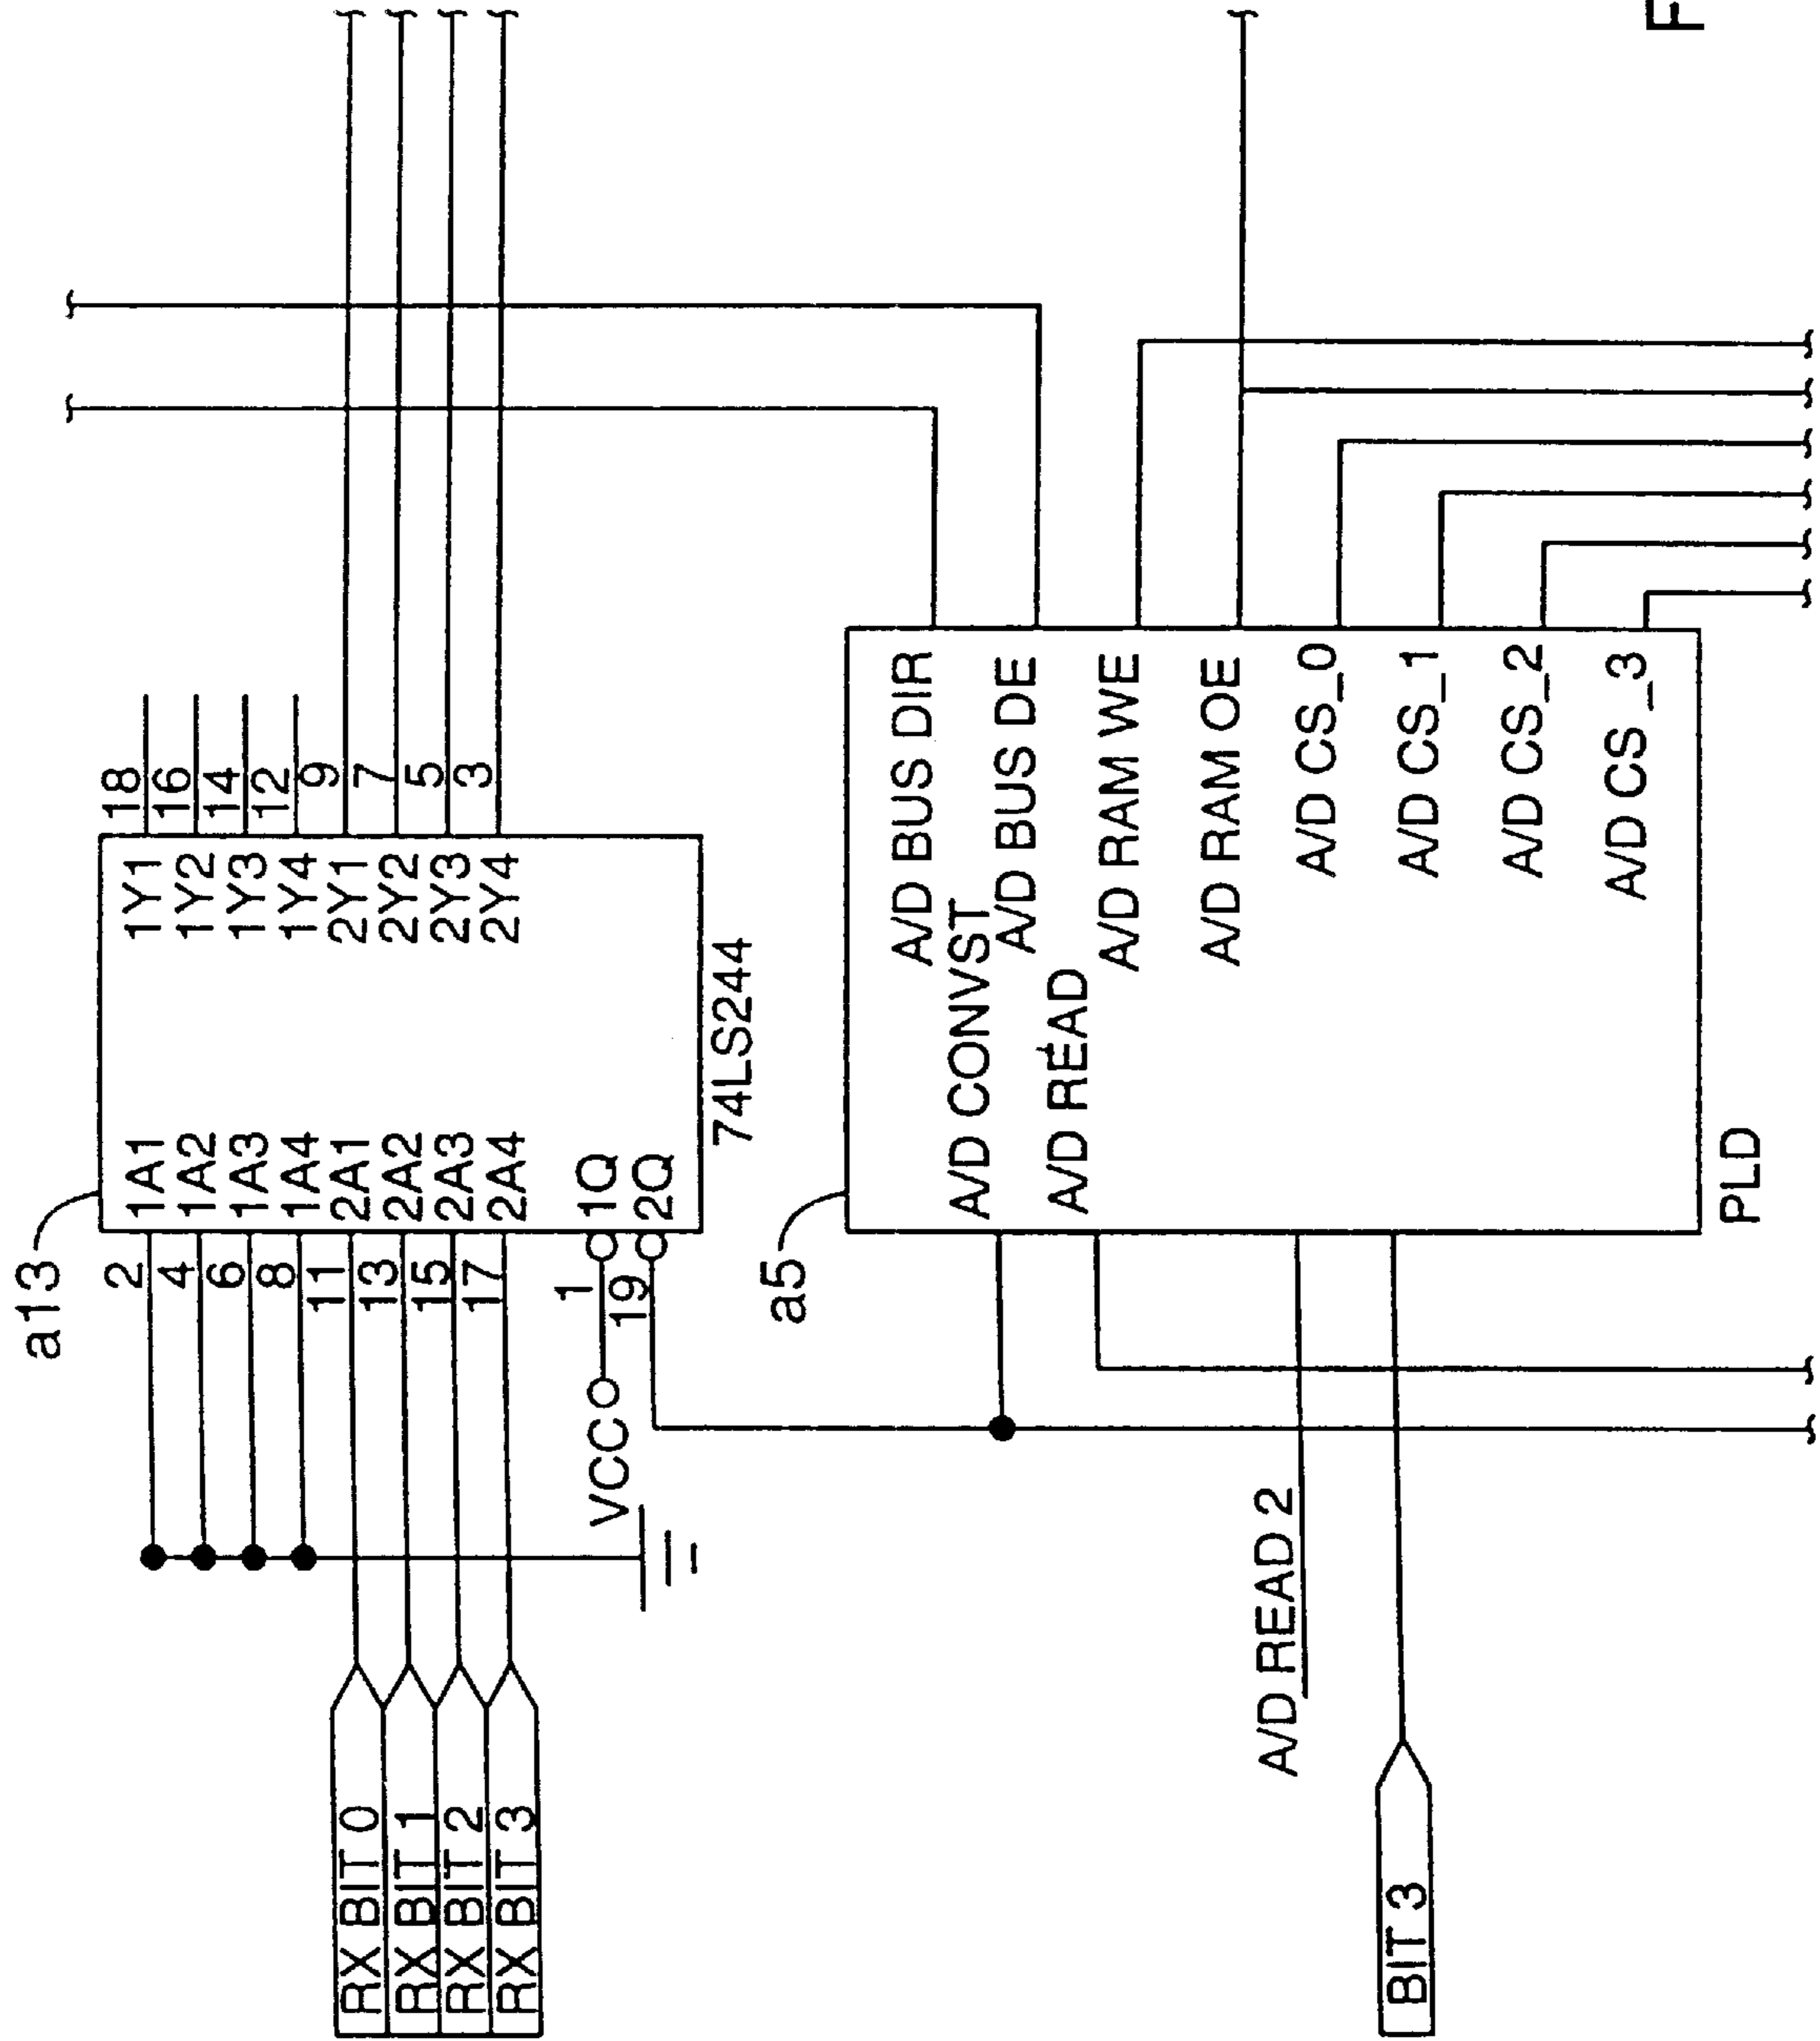 a13
2
4
6
8
11
13
15
17
1
19
1A1
1A2
1A3
1A4
2A1
2A2
2A3
2A4
1Q
2Q
1Y1
1Y2
1Y3
1Y4
2Y1
2Y2
2Y3
2Y4
18
16
14
12
9
7
5
3
74LS244
VCC
RX BIT 0
RX BIT 1
RX BIT 2
RX BIT 3
a5
A/D CONVST
A/D READ
A/D BUS DIR
A/D BUS DE
A/D RAM WE
A/D RAM OE
A/D CS_0
A/D CS_1
A/D CS_2
A/D CS_3
PLD
A/D_READ 2
BIT 3
F